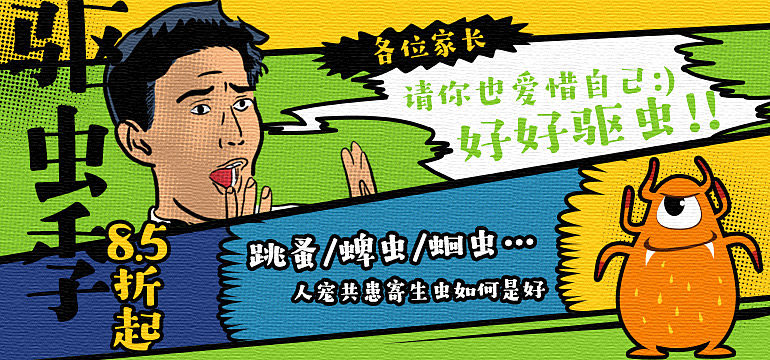 驱虫季
8.5折起
各位家长
请你也爱惜自己:)
好好驱虫!!
跳蚤/蜱虫/蛔虫…
人宠共患寄生虫如何是好